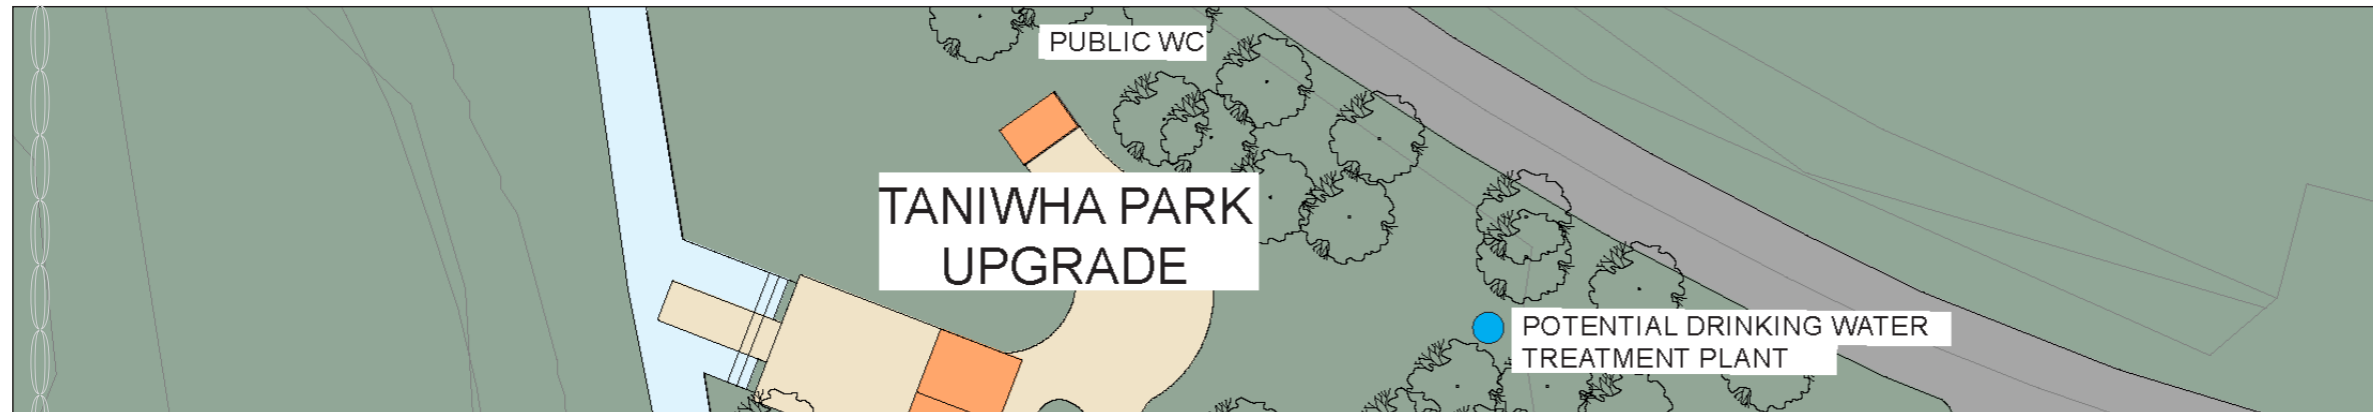 PUBLIC WC
TANIWHA PARK
UPGRADE
POTENTIAL DRINKING WATER
TREATMENT PLANT